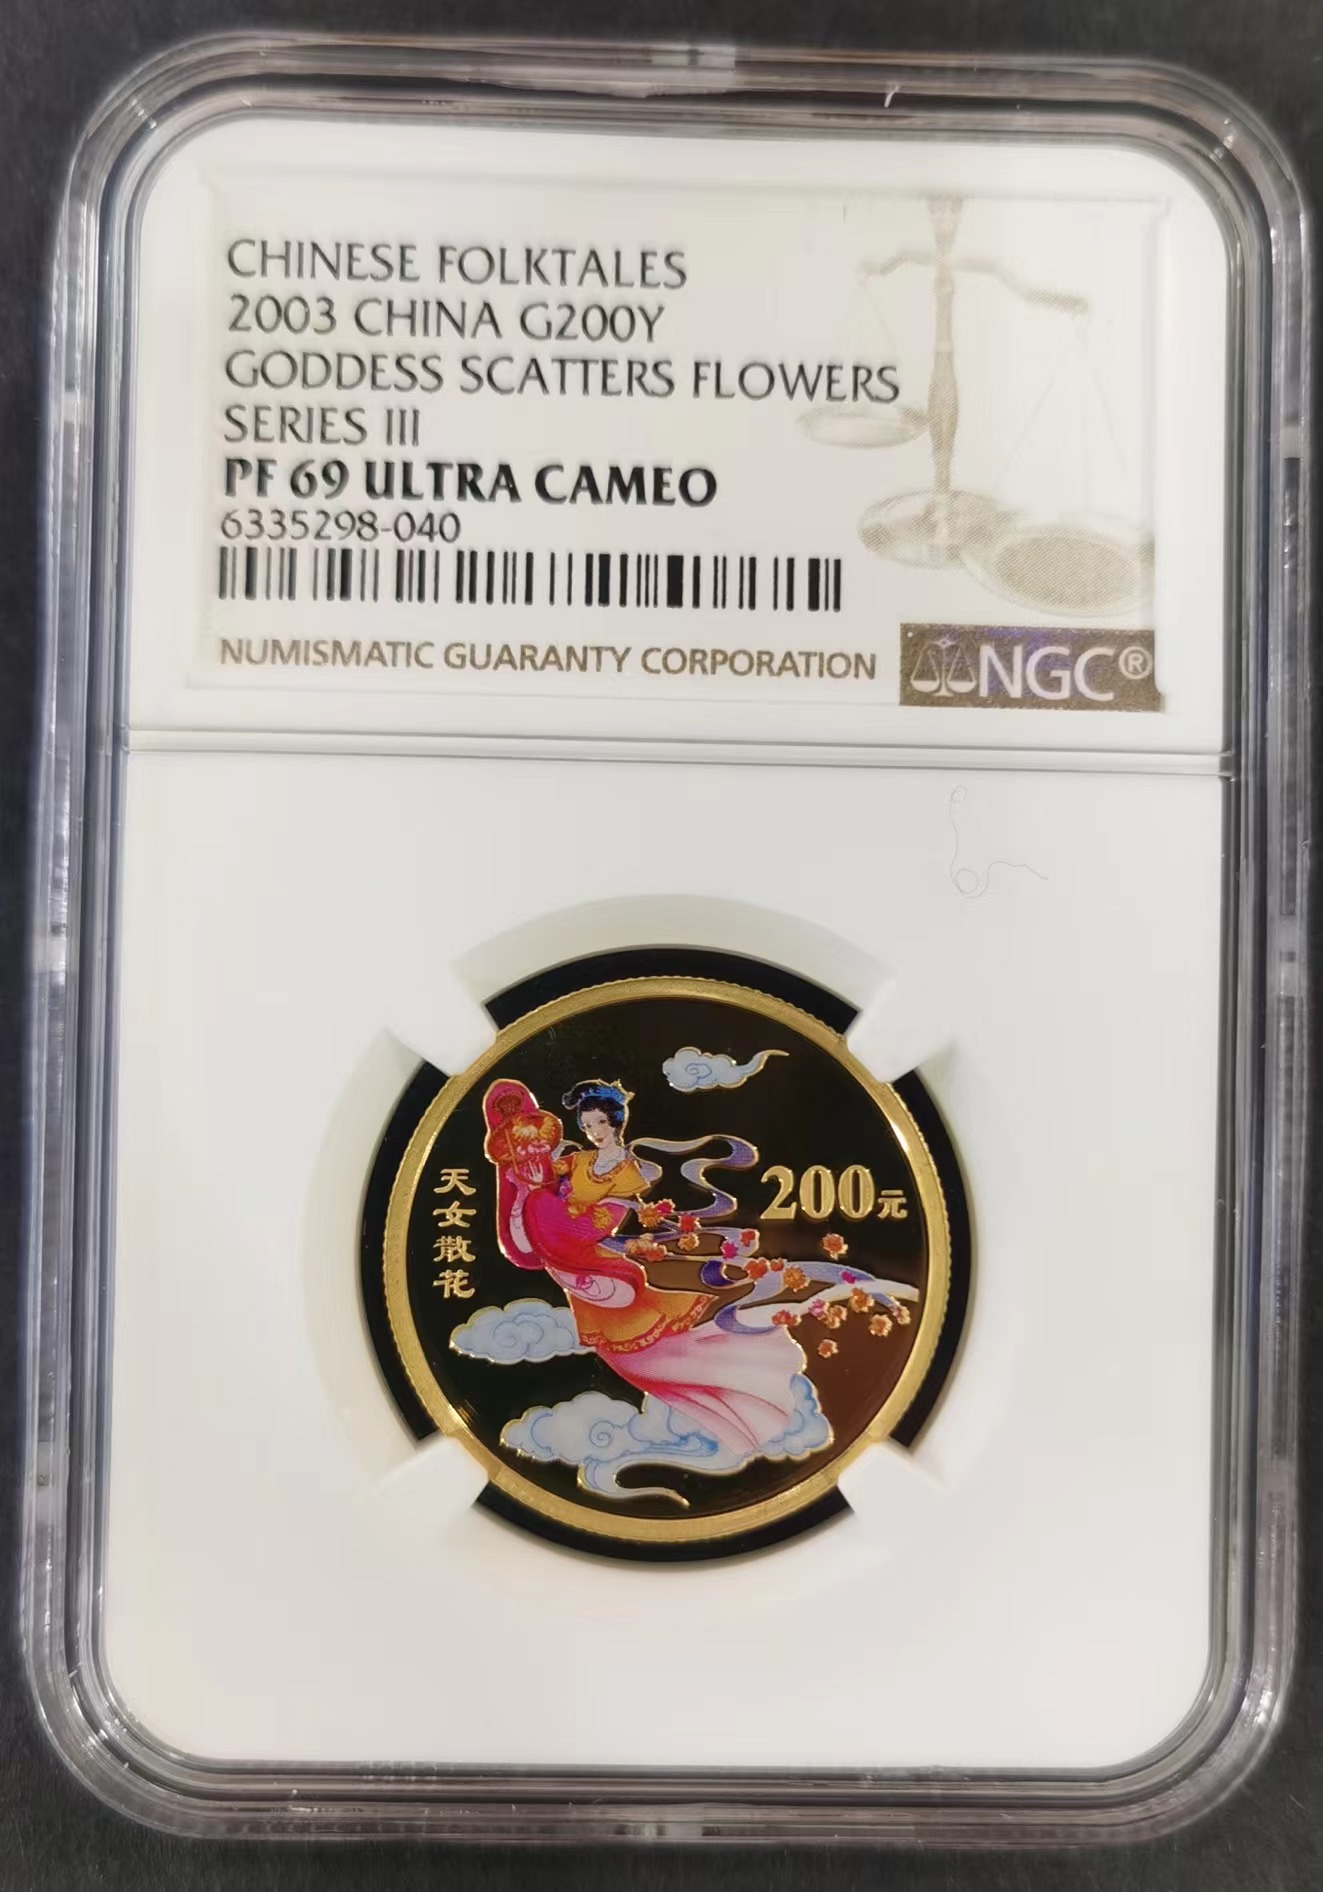 CHINESE FOLKTALES
2003 CHINA G200Y
GODDESS SCATTERS FLOWERS
SERIES III
PF 69 ULTRA CAMEO
6335298-040
NUMISMATIC GUARANTY CORPORATION
NGC®
天女散花
200元